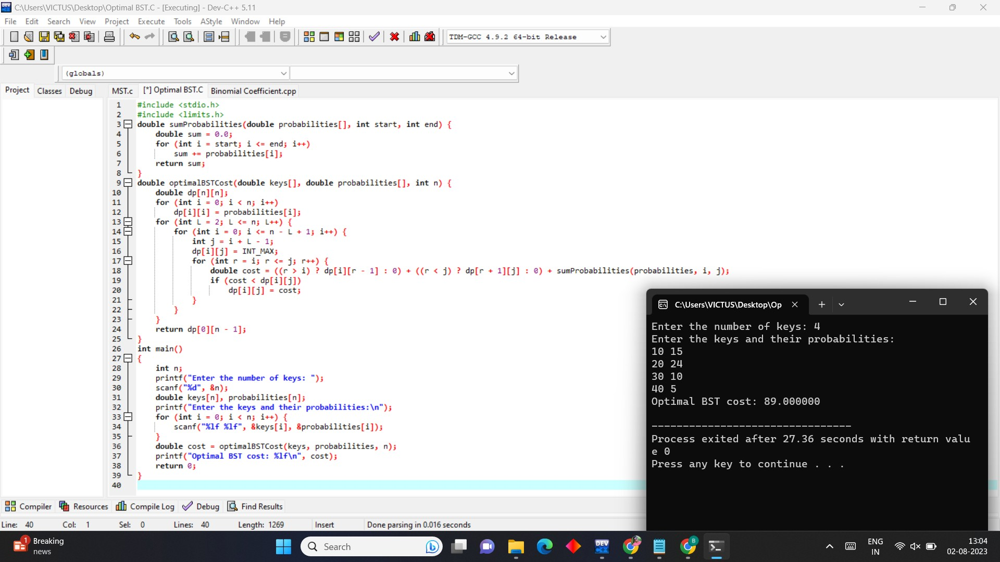 C:\Users\VICTUS\Desktop\Optimal BST.C - [Executing] - Dev-C++ 5.11
File Edit Search View Project Execute Tools AStyle Window Help
TDM-GCC 4.9.2 64-bit Release
(globals)
Project Classes Debug
MST.c [*] Optimal BST.C Binomial Coefficient.cpp
1 #include <stdio.h>
2 #include <limits.h>
3 double sumProbabilities(double probabilities[], int start, int end) {
4 double sum = 0.0;
5 for (int i = start; i <= end; i++)
6 sum += probabilities[i];
7 return sum;
8 }
9 double optimalBSTCost(double keys[], double probabilities[], int n) {
10 double dp[n][n];
11 for (int i = 0; i < n; i++)
12 dp[i][i] = probabilities[i];
13 for (int L = 2; L <= n; L++) {
14 for (int i = 0; i <= n - L + 1; i++) {
15 int j = i + L - 1;
16 dp[i][j] = INT_MAX;
17 for (int r = i; r <= j; r++) {
18 double cost = ((r > i) ? dp[i][r - 1] : 0) + ((r < j) ? dp[r + 1][j] : 0) + sumProbabilities(probabilities, i, j);
19 if (cost < dp[i][j])
20 dp[i][j] = cost;
21 }
22 }
23 }
24 return dp[0][n - 1];
25 }
26 int main()
27 {
28 int n;
29 printf("Enter the number of keys: ");
30 scanf("%d", &n);
31 double keys[n], probabilities[n];
32 printf("Enter the keys and their probabilities:\n");
33 for (int i = 0; i < n; i++) {
34 scanf("%lf %lf", &keys[i], &probabilities[i]);
35 }
36 double cost = optimalBSTCost(keys, probabilities, n);
37 printf("Optimal BST cost: %lf\n", cost);
38 return 0;
39 }
40
C:\Users\VICTUS\Desktop\Op
Enter the number of keys: 4
Enter the keys and their probabilities:
10 15
20 24
30 10
40 5
Optimal BST cost: 89.000000
--------------------------------
Process exited after 27.36 seconds with return valu
e 0
Press any key to continue . . .
Compiler Resources Compile Log Debug Find Results
Line: 40 Col: 1 Sel: 0 Lines: 40 Length: 1269 Insert Done parsing in 0.016 seconds
1 Breaking
news
Search
DEV
C++
B
ENG
IN
13:04
02-08-2023